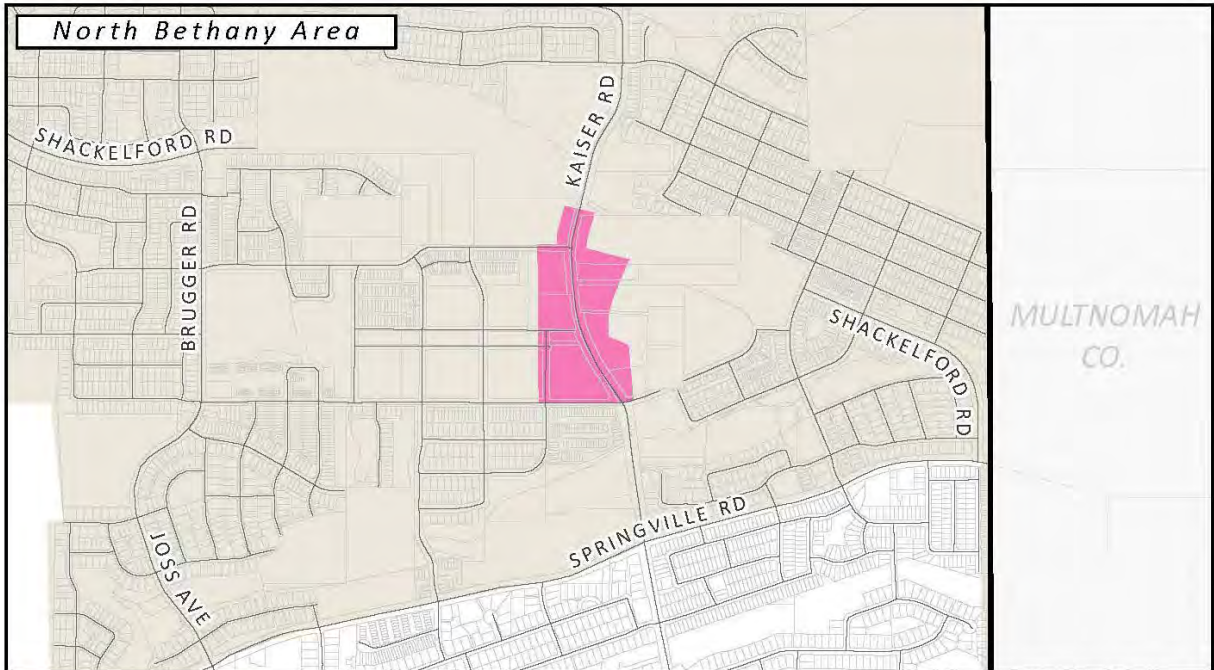 North Bethany Area
KAISER RD
SHACKELFORD RD
BRUGGER RD
MULTNOMAH
CO.
SHACKELFORD RD
SPRINGVILLE RD
JOSS AVE